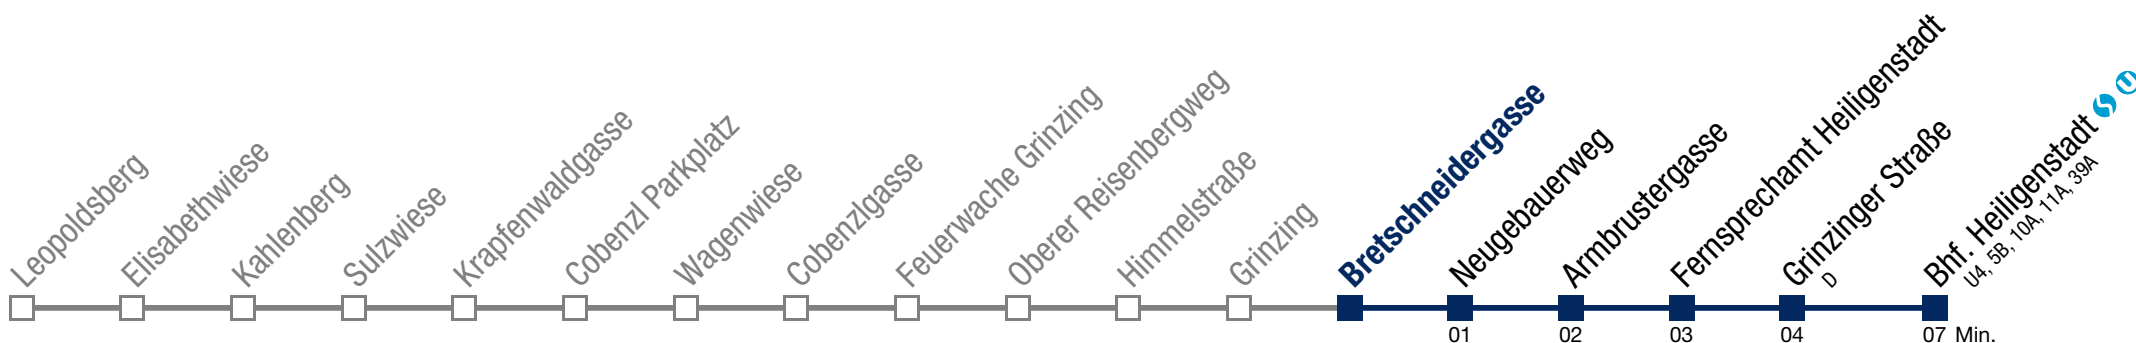 Leopoldsberg
Elisabethwiese
Kahlenberg
Sulzwiese
Krapfenwaldgasse
Cobenzl Parkplatz
Wagenwiese
Cobenzlgasse
Feuerwache Grinzing
Oberer Reisenbergweg
Himmelstraße
Grinzing
Bretschneidergasse
Neugebauerweg
Armbrustergasse
Fernsprechamt Heiligenstadt
Grinzinger Straße
D
Bhf. Heiligenstadt S U
U4, 5B, 10A, 11A, 39A
01 02 03 04 07 Min.